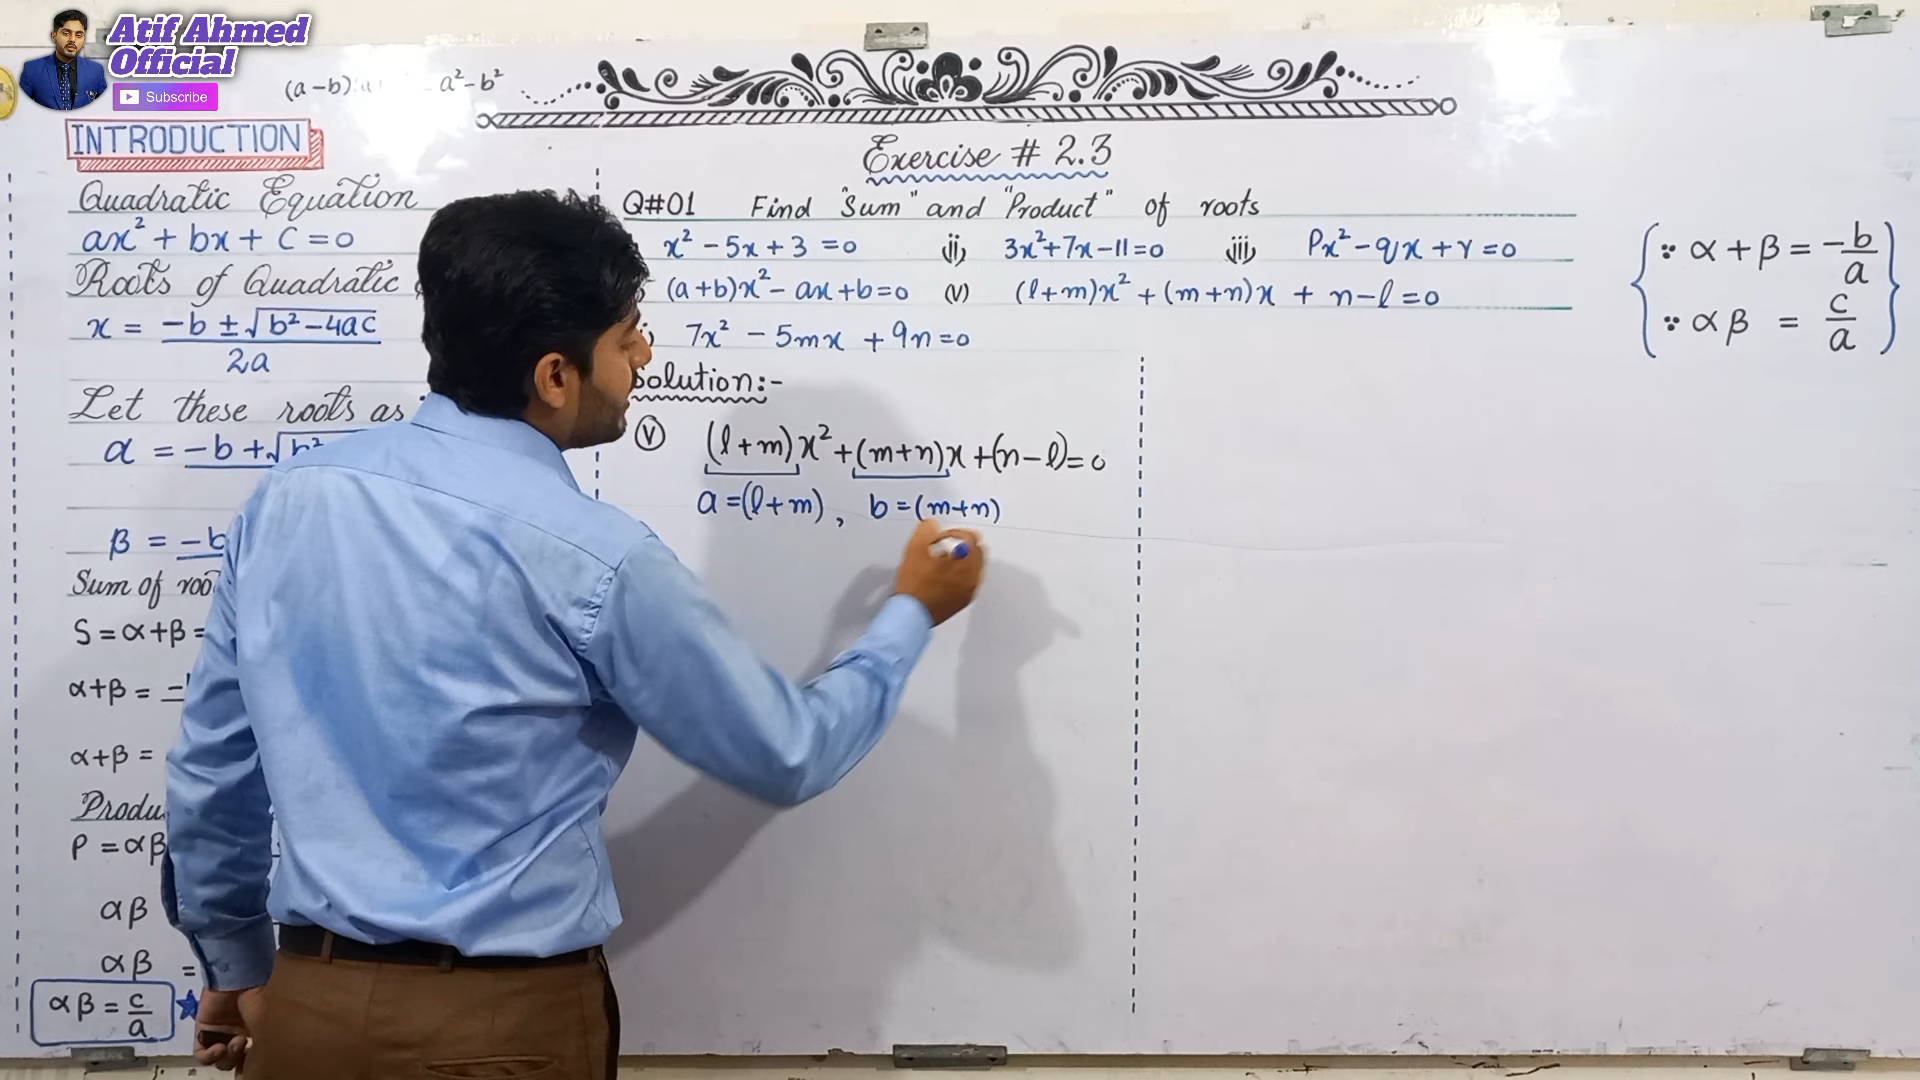 Atif Ahmed
Official
Subscribe
(a-b) a²-b²
INTRODUCTION
Quadratic Equation
ax² + bx + c = 0
Roots of Quadratic
x = -b ± √b² - 4ac
2a
Let these roots as
α = -b + √b²
β = -b
Sum of roo
S = α+β =
α+β = -
α+β =
Produ
P = αβ
αβ
αβ =
αβ = c/a
Exercise # 2.3
Q#01 Find "Sum" and "Product" of roots
x² - 5x + 3 = 0 ii, 3x² + 7x - 11 = 0 iii, Px² - qx + r = 0
(a+b)x² - ax + b = 0 (v) (l+m)x² + (m+n)x + n - l = 0
7x² - 5mx + 9n = 0
Solution:-
(v) (l+m)x² + (m+n)x + (n-l) = 0
a = (l+m), b = (m+n)
∵ α + β = -b/a
∵ αβ = c/a